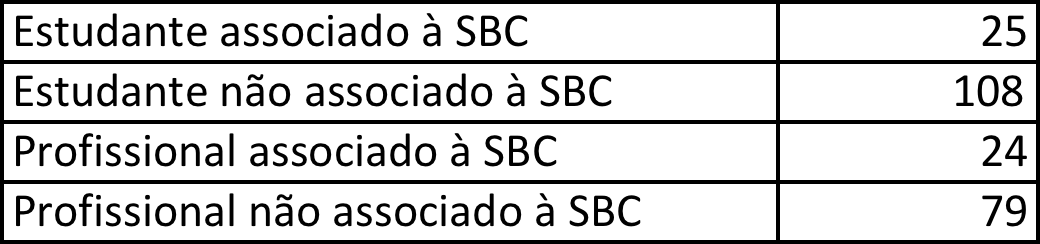 Estudante associado à SBC 25
Estudante não associado à SBC 108
Profissional associado à SBC 24
Profissional não associado à SBC 79